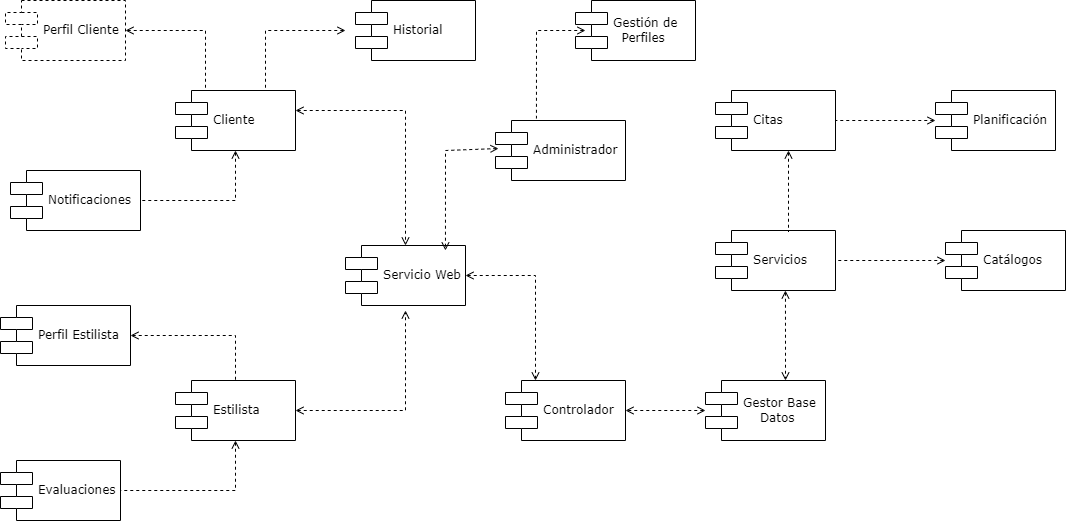 Perfil Cliente
Historial
Gestión de
Perfiles
Cliente
Administrador
Citas
Planificación
Notificaciones
Servicio Web
Servicios
Catálogos
Perfil Estilista
Estilista
Controlador
Gestor Base
Datos
Evaluaciones